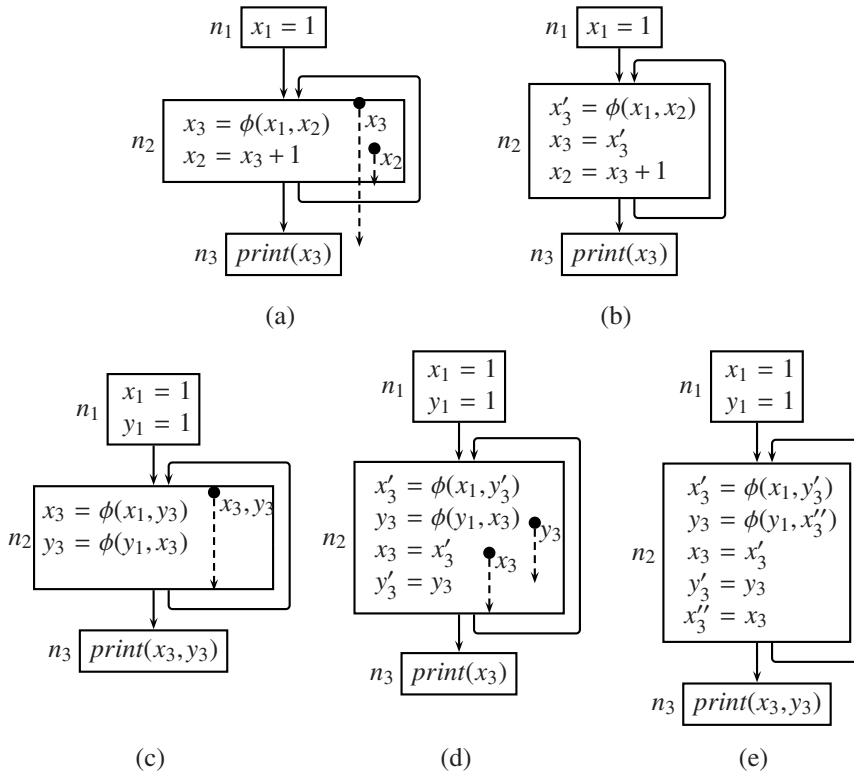 n₁ x₁ = 1
n₂ x₃ = ϕ(x₁, x₂)
x₂ = x₃ + 1
x₃
x₂
n₃ print(x₃)
(a)
n₁ x₁ = 1
n₂ x′₃ = ϕ(x₁, x₂)
x₃ = x′₃
x₂ = x₃ + 1
n₃ print(x₃)
(b)
n₁ x₁ = 1
y₁ = 1
n₂ x₃ = ϕ(x₁, y₃)
y₃ = ϕ(y₁, x₃)
x₃, y₃
n₃ print(x₃, y₃)
(c)
n₁ x₁ = 1
y₁ = 1
n₂ x′₃ = ϕ(x₁, y′₃)
y₃ = ϕ(y₁, x₃)
x₃ = x′₃
y′₃ = y₃
y₃
x₃
n₃ print(x₃)
(d)
n₁ x₁ = 1
y₁ = 1
n₂ x′₃ = ϕ(x₁, y′₃)
y₃ = ϕ(y₁, x′′₃)
x₃ = x′₃
y′₃ = y₃
x′′₃ = x₃
n₃ print(x₃, y₃)
(e)